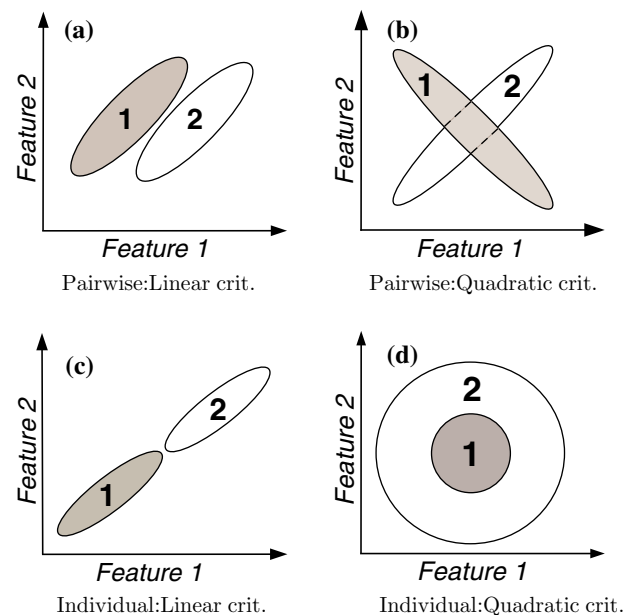 (a)
Feature 2
1
2
Feature 1
Pairwise:Linear crit.
(b)
Feature 2
1
2
Feature 1
Pairwise:Quadratic crit.
(c)
Feature 2
1
2
Feature 1
Individual:Linear crit.
(d)
Feature 2
2
1
Feature 1
Individual:Quadratic crit.